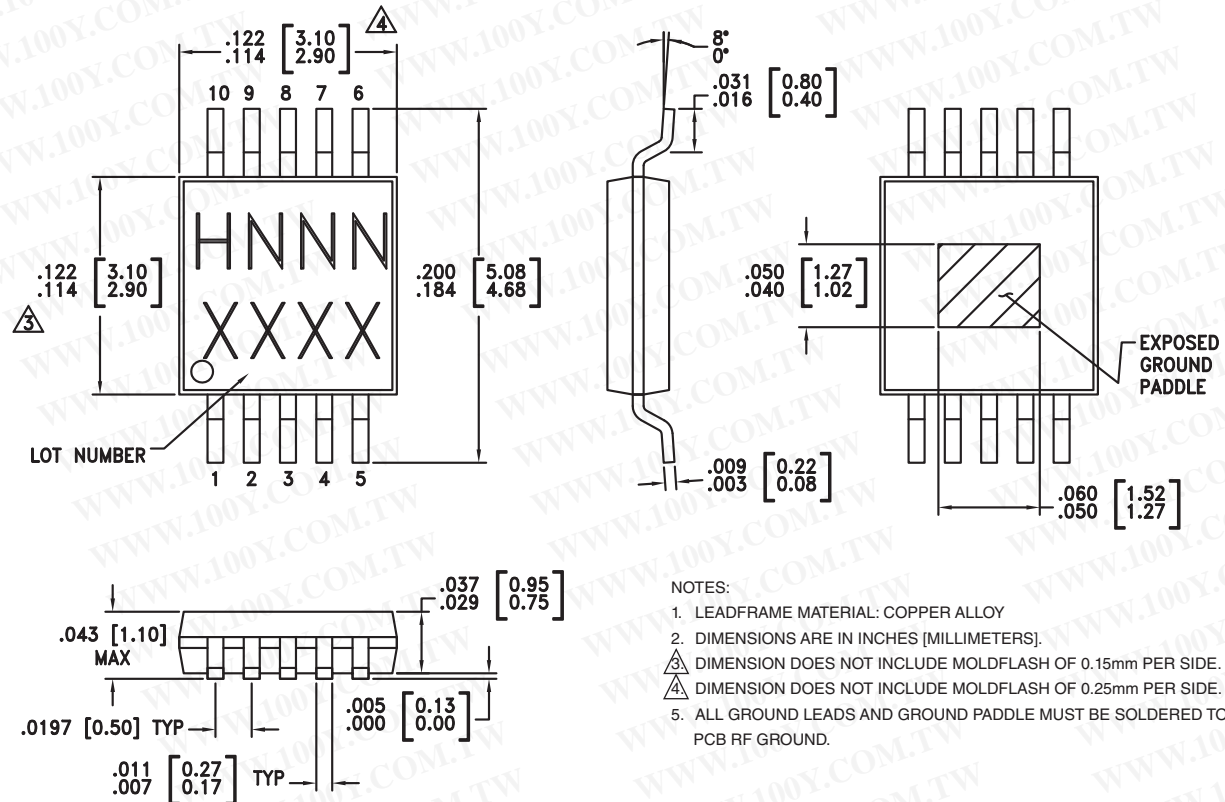 .122 [3.10]
.114 [2.90]
4
10 9 8 7 6
HNNN
XXXX
.122 [3.10]
.114 [2.90]
3
.200 [5.08]
.184 [4.68]
LOT NUMBER
1 2 3 4 5
8°
0°
.031 [0.80]
.016 [0.40]
.009 [0.22]
.003 [0.08]
.050 [1.27]
.040 [1.02]
EXPOSED
GROUND
PADDLE
.060 [1.52]
.050 [1.27]
.043 [1.10]
MAX
.037 [0.95]
.029 [0.75]
.0197 [0.50] TYP
.005 [0.13]
.000 [0.00]
.011 [0.27]
.007 [0.17] TYP
NOTES:
1. LEADFRAME MATERIAL: COPPER ALLOY
2. DIMENSIONS ARE IN INCHES [MILLIMETERS].
3. DIMENSION DOES NOT INCLUDE MOLDFLASH OF 0.15mm PER SIDE.
4. DIMENSION DOES NOT INCLUDE MOLDFLASH OF 0.25mm PER SIDE.
5. ALL GROUND LEADS AND GROUND PADDLE MUST BE SOLDERED TO
PCB RF GROUND.
WWW.100Y.COM.TW